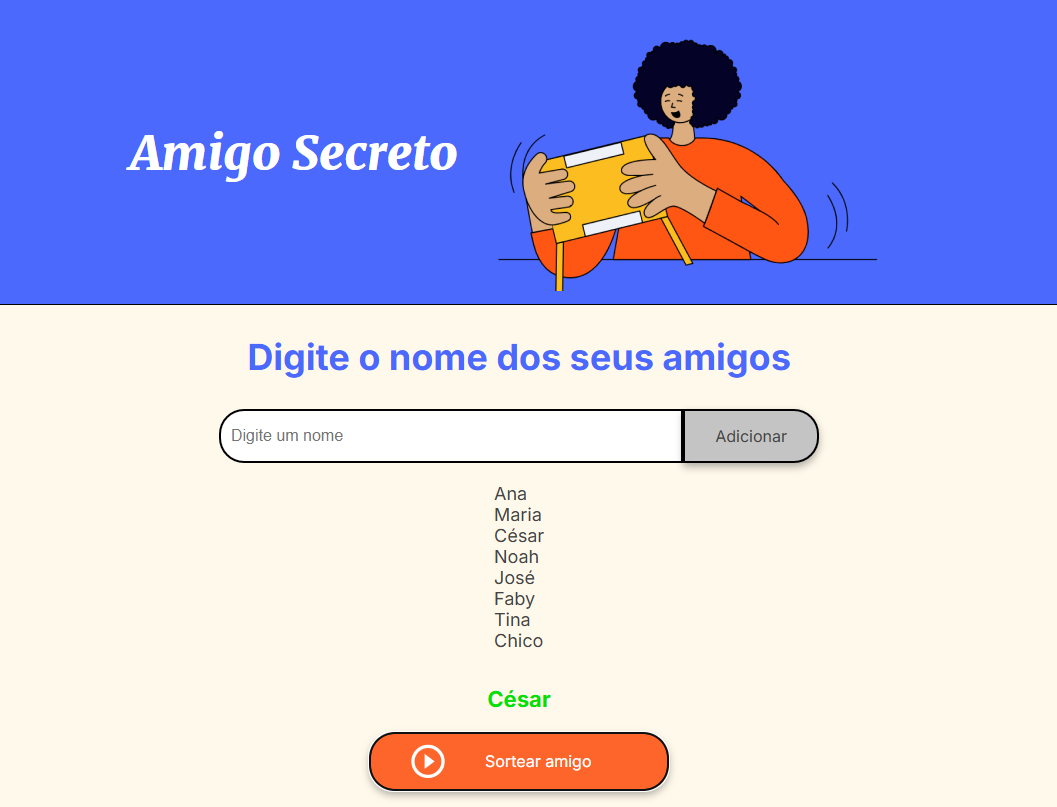 Amigo Secreto
Digite o nome dos seus amigos
Digite um nome
Adicionar
Ana
Maria
César
Noah
José
Faby
Tina
Chico
César
Sortear amigo